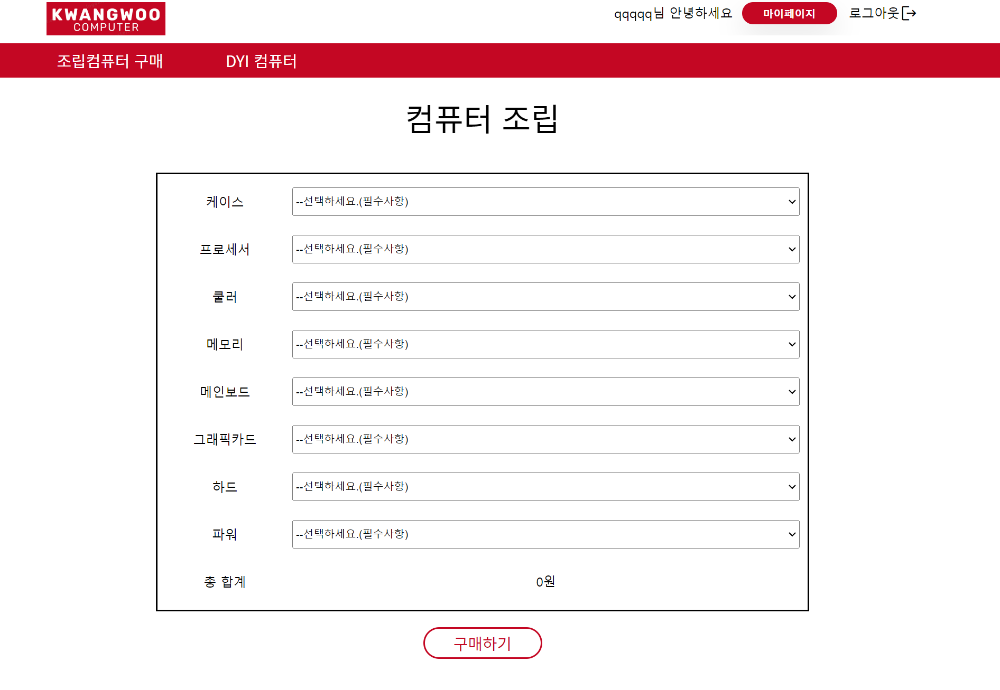 KWANGWOO
COMPUTER
qqqqq님 안녕하세요 마이페이지 로그아웃
조립컴퓨터 구매 DYI 컴퓨터
컴퓨터 조립
케이스 --선택하세요.(필수사항)
프로세서 --선택하세요.(필수사항)
쿨러 --선택하세요.(필수사항)
메모리 --선택하세요.(필수사항)
메인보드 --선택하세요.(필수사항)
그래픽카드 --선택하세요.(필수사항)
하드 --선택하세요.(필수사항)
파워 --선택하세요.(필수사항)
총 합계 0원
구매하기